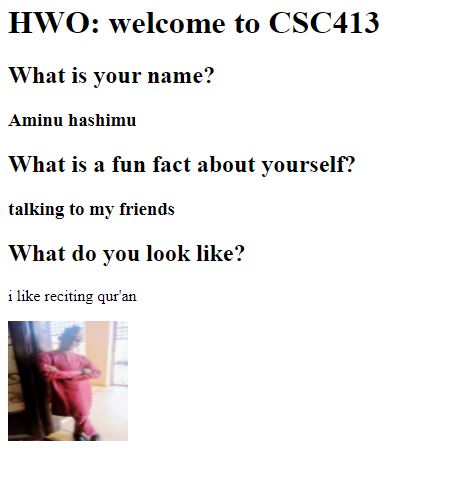 HWO: welcome to CSC413
What is your name?
Aminu hashimu
What is a fun fact about yourself?
talking to my friends
What do you look like?
i like reciting qur'an